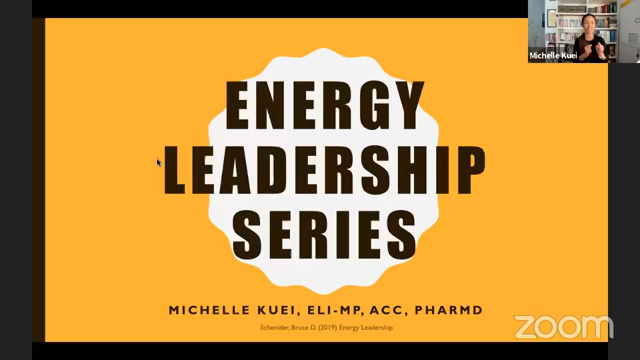 Michelle Kuei
ENERGY
LEADERSHIP
SERIES
MICHELLE KUEI, ELI-MP, ACC, PHARMD
Schenider, Bruce D. (2019) Energy Leadership
zoom